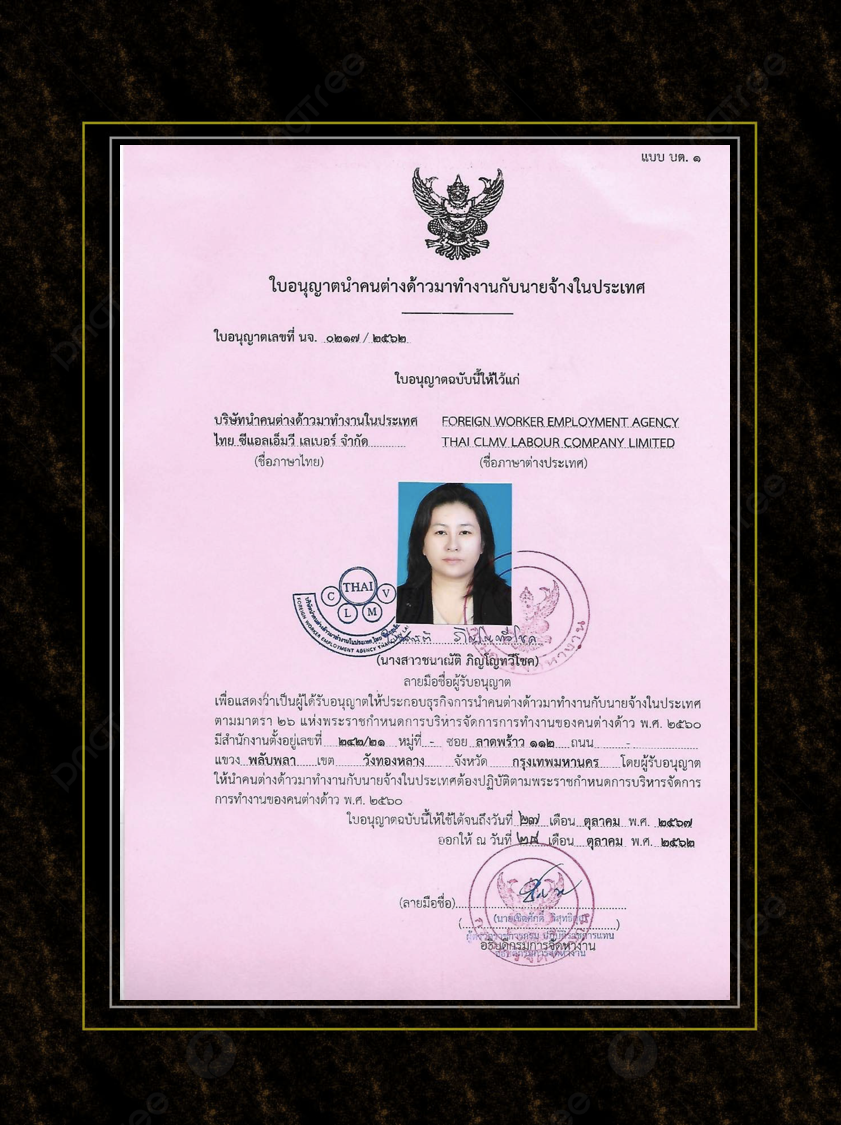 แบบ บต. ๑
ใบอนุญาตนำคนต่างด้าวมาทำงานกับนายจ้างในประเทศ
ใบอนุญาตเลขที่ นจ. ๐๒๑๗ / ๒๕๖๒
ใบอนุญาตฉบับนี้ให้ไว้แก่
บริษัทนำคนต่างด้าวมาทำงานในประเทศ FOREIGN WORKER EMPLOYMENT AGENCY
ไทย ซีแอลเอ็มวี เลเบอร์ จำกัด THAI CLMV LABOUR COMPANY LIMITED
(ชื่อภาษาไทย) (ชื่อภาษาต่างประเทศ)
THAI
C V
L M
(นางสาวชนาณัติ ภิญโญทวีโชค)
ลายมือชื่อผู้รับอนุญาต
เพื่อแสดงว่าเป็นผู้ได้รับอนุญาตให้ประกอบธุรกิจการนำคนต่างด้าวมาทำงานกับนายจ้างในประเทศ
ตามมาตรา ๒๖ แห่งพระราชกำหนดการบริหารจัดการการทำงานของคนต่างด้าว พ.ศ. ๒๕๖๐
มีสำนักงานตั้งอยู่เลขที่ ๒๔๒/๒๑ หมู่ที่ - ซอย ลาดพร้าว ๑๑๒ ถนน -
แขวง พลับพลา เขต วังทองหลาง จังหวัด กรุงเทพมหานคร โดยผู้รับอนุญาต
ให้นำคนต่างด้าวมาทำงานกับนายจ้างในประเทศต้องปฏิบัติตามพระราชกำหนดการบริหารจัดการ
การทำงานของคนต่างด้าว พ.ศ. ๒๕๖๐
ใบอนุญาตฉบับนี้ให้ใช้ได้จนถึงวันที่ ๒๗ เดือน ตุลาคม พ.ศ. ๒๕๖๗
ออกให้ ณ วันที่ ๒๘ เดือน ตุลาคม พ.ศ. ๒๕๖๒
(ลายมือชื่อ)
อธิบดีกรมการจัดหางาน